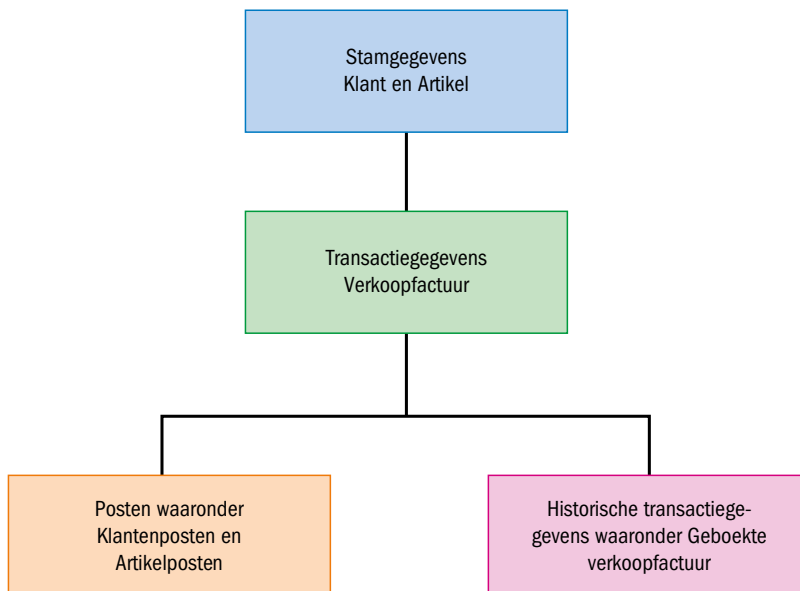 Stamgegevens
Klant en Artikel
Transactiegegevens
Verkoopfactuur
Posten waaronder
Klantenposten en
Artikelposten
Historische transactiege-
gevens waaronder Geboekte
verkoopfactuur